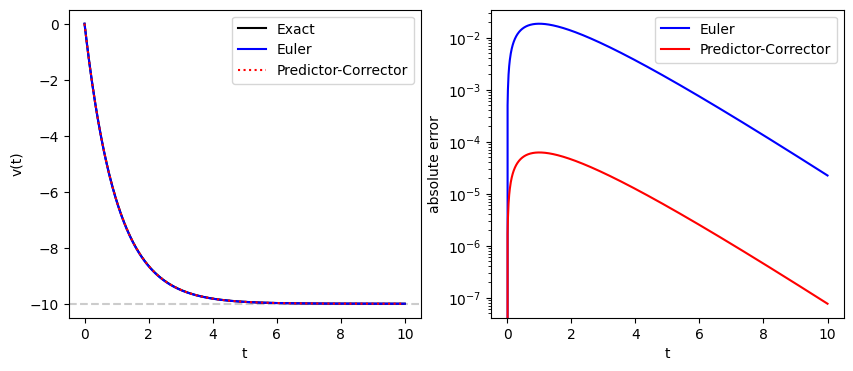 v(t)
0
−2
−4
−6
−8
−10
Exact
Euler
Predictor-Corrector
0 2 4 6 8 10
t
absolute error
10⁻²
10⁻³
10⁻⁴
10⁻⁵
10⁻⁶
10⁻⁷
Euler
Predictor-Corrector
0 2 4 6 8 10
t